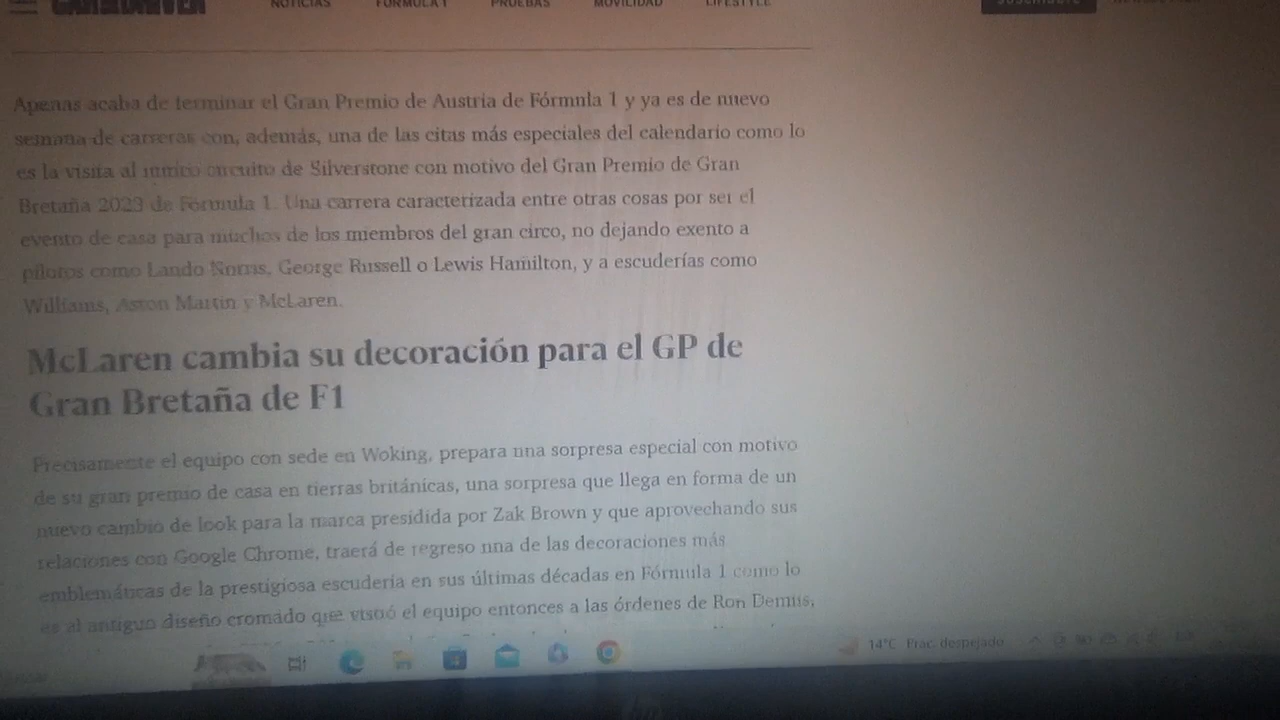 NOTICIAS FÓRMULA 1 PRUEBAS MOVILIDAD LIFESTYLE
Apenas acaba de terminar el Gran Premio de Austria de Fórmula 1 y ya es de nuevo
semana de carreras con, además, una de las citas más especiales del calendario como lo
es la visita al mítico circuito de Silverstone con motivo del Gran Premio de Gran
Bretaña 2023 de Fórmula 1. Una carrera caracterizada entre otras cosas por ser el
evento de casa para muchos de los miembros del gran circo, no dejando exento a
pilotos como Lando Norris, George Russell o Lewis Hamilton, y a escuderías como
Williams, Aston Martin y McLaren.
McLaren cambia su decoración para el GP de
Gran Bretaña de F1
Precisamente el equipo con sede en Woking, prepara una sorpresa especial con motivo
de su gran premio de casa en tierras británicas, una sorpresa que llega en forma de un
nuevo cambio de look para la marca presidida por Zak Brown y que aprovechando sus
relaciones con Google Chrome, traerá de regreso una de las decoraciones más
emblemáticas de la prestigiosa escudería en sus últimas décadas en Fórmula 1 como lo
es al antiguo diseño cromado que vistió el equipo entonces a las órdenes de Ron Dennis,
14°C Prac. despejado